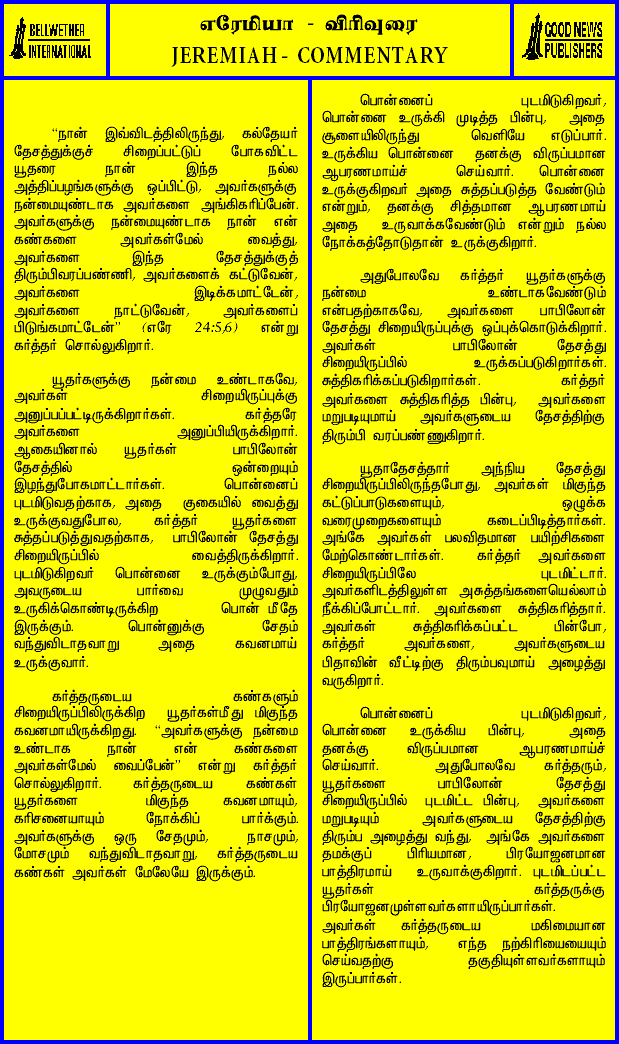 BELLWETHER
INTERNATIONAL
எரேமியா - விரிவுரை
JEREMIAH - COMMENTARY
GOOD NEWS
PUBLISHERS
“நான் இவ்விடத்திலிருந்து, கல்தேயர்
தேசத்துக்குச் சிறைப்பட்டுப் போகவிட்ட
யூதரை நான் இந்த நல்ல
அத்திப்பழங்களுக்கு ஒப்பிட்டு, அவர்களுக்கு
நன்மையுண்டாக அவர்களை அங்கிகரிப்பேன்.
அவர்களுக்கு நன்மையுண்டாக நான் என்
கண்களை அவர்கள்மேல் வைத்து,
அவர்களை இந்த தேசத்துக்குத்
திரும்பிவரப்பண்ணி, அவர்களைக் கட்டுவேன்,
அவர்களை இடிக்கமாட்டேன்,
அவர்களை நாட்டுவேன், அவர்களைப்
பிடுங்கமாட்டேன்” (எரே 24:5,6) என்று
கர்த்தர் சொல்லுகிறார்.
யூதர்களுக்கு நன்மை உண்டாகவே,
அவர்கள் சிறையிருப்புக்கு
அனுப்பப்பட்டிருக்கிறார்கள். கர்த்தரே
அவர்களை அனுப்பியிருக்கிறார்.
ஆகையினால் யூதர்கள் பாபிலோன்
தேசத்தில் ஒன்றையும்
இழந்துபோகமாட்டார்கள். பொன்னைப்
புடமிடுவதற்காக, அதை குகையில் வைத்து
உருக்குவதுபோல, கர்த்தர் யூதர்களை
சுத்தப்படுத்துவதற்காக, பாபிலோன் தேசத்து
சிறையிருப்பில் வைத்திருக்கிறார்.
புடமிடுகிறவர் பொன்னை உருக்கும்போது,
அவருடைய பார்வை முழுவதும்
உருகிக்கொண்டிருக்கிற பொன் மீதே
இருக்கும். பொன்னுக்கு சேதம்
வந்துவிடாதவாறு அதை கவனமாய்
உருக்குவார்.
கர்த்தருடைய கண்களும்
சிறையிருப்பிலிருக்கிற யூதர்கள்மீது மிகுந்த
கவனமாயிருக்கிறது. “அவர்களுக்கு நன்மை
உண்டாக நான் என் கண்களை
அவர்கள்மேல் வைப்பேன்” என்று கர்த்தர்
சொல்லுகிறார். கர்த்தருடைய கண்கள்
யூதர்களை மிகுந்த கவனமாயும்,
கரிசனையாயும் நோக்கிப் பார்க்கும்.
அவர்களுக்கு ஒரு சேதமும், நாசமும்,
மோசமும் வந்துவிடாதவாறு, கர்த்தருடைய
கண்கள் அவர்கள் மேலேயே இருக்கும்.
பொன்னைப் புடமிடுகிறவர்,
பொன்னை உருக்கி முடித்த பின்பு, அதை
சூளையிலிருந்து வெளியே எடுப்பார்.
உருக்கிய பொன்னை தனக்கு விருப்பமான
ஆபரணமாய்ச் செய்வார். பொன்னை
உருக்குகிறவர் அதை சுத்தப்படுத்த வேண்டும்
என்றும், தனக்கு சித்தமான ஆபரணமாய்
அதை உருவாக்கவேண்டும் என்றும் நல்ல
நோக்கத்தோடுதான் உருக்குகிறார்.
அதுபோலவே கர்த்தர் யூதர்களுக்கு
நன்மை உண்டாகவேண்டும்
என்பதற்காகவே, அவர்களை பாபிலோன்
தேசத்து சிறையிருப்புக்கு ஒப்புக்கொடுக்கிறார்.
அவர்கள் பாபிலோன் தேசத்து
சிறையிருப்பில் உருக்கப்படுகிறார்கள்.
சுத்திகரிக்கப்படுகிறார்கள். கர்த்தர்
அவர்களை சுத்திகரித்த பின்பு, அவர்களை
மறுபடியுமாய் அவர்களுடைய தேசத்திற்கு
திரும்பி வரப்பண்ணுகிறார்.
யூதாதேசத்தார் அந்நிய தேசத்து
சிறையிருப்பிலிருந்தபோது, அவர்கள் மிகுந்த
கட்டுப்பாடுகளையும், ஒழுக்க
வரைமுறைகளையும் கடைப்பிடித்தார்கள்.
அங்கே அவர்கள் பலவிதமான பயிற்சிகளை
மேற்கொண்டார்கள். கர்த்தர் அவர்களை
சிறையிருப்பிலே புடமிட்டார்.
அவர்களிடத்திலுள்ள அசுத்தங்களையெல்லாம்
நீக்கிப்போட்டார். அவர்களை சுத்திகரித்தார்.
அவர்கள் சுத்திகரிக்கப்பட்ட பின்போ,
கர்த்தர் அவர்களை, அவர்களுடைய
பிதாவின் வீட்டிற்கு திரும்பவுமாய் அழைத்து
வருகிறார்.
பொன்னைப் புடமிடுகிறவர்,
பொன்னை உருக்கிய பின்பு, அதை
தனக்கு விருப்பமான ஆபரணமாய்ச்
செய்வார். அதுபோலவே கர்த்தரும்,
யூதர்களை பாபிலோன் தேசத்து
சிறையிருப்பில் புடமிட்ட பின்பு, அவர்களை
மறுபடியும் அவர்களுடைய தேசத்திற்கு
திரும்ப அழைத்து வந்து, அங்கே அவர்களை
தமக்குப் பிரியமான, பிரயோஜனமான
பாத்திரமாய் உருவாக்குகிறார். புடமிடப்பட்ட
யூதர்கள் கர்த்தருக்கு
பிரயோஜனமுள்ளவர்களாயிருப்பார்கள்.
அவர்கள் கர்த்தருடைய மகிமையான
பாத்திரங்களாயும், எந்த நற்கிரியையையும்
செய்வதற்கு தகுதியுள்ளவர்களாயும்
இருப்பார்கள்.